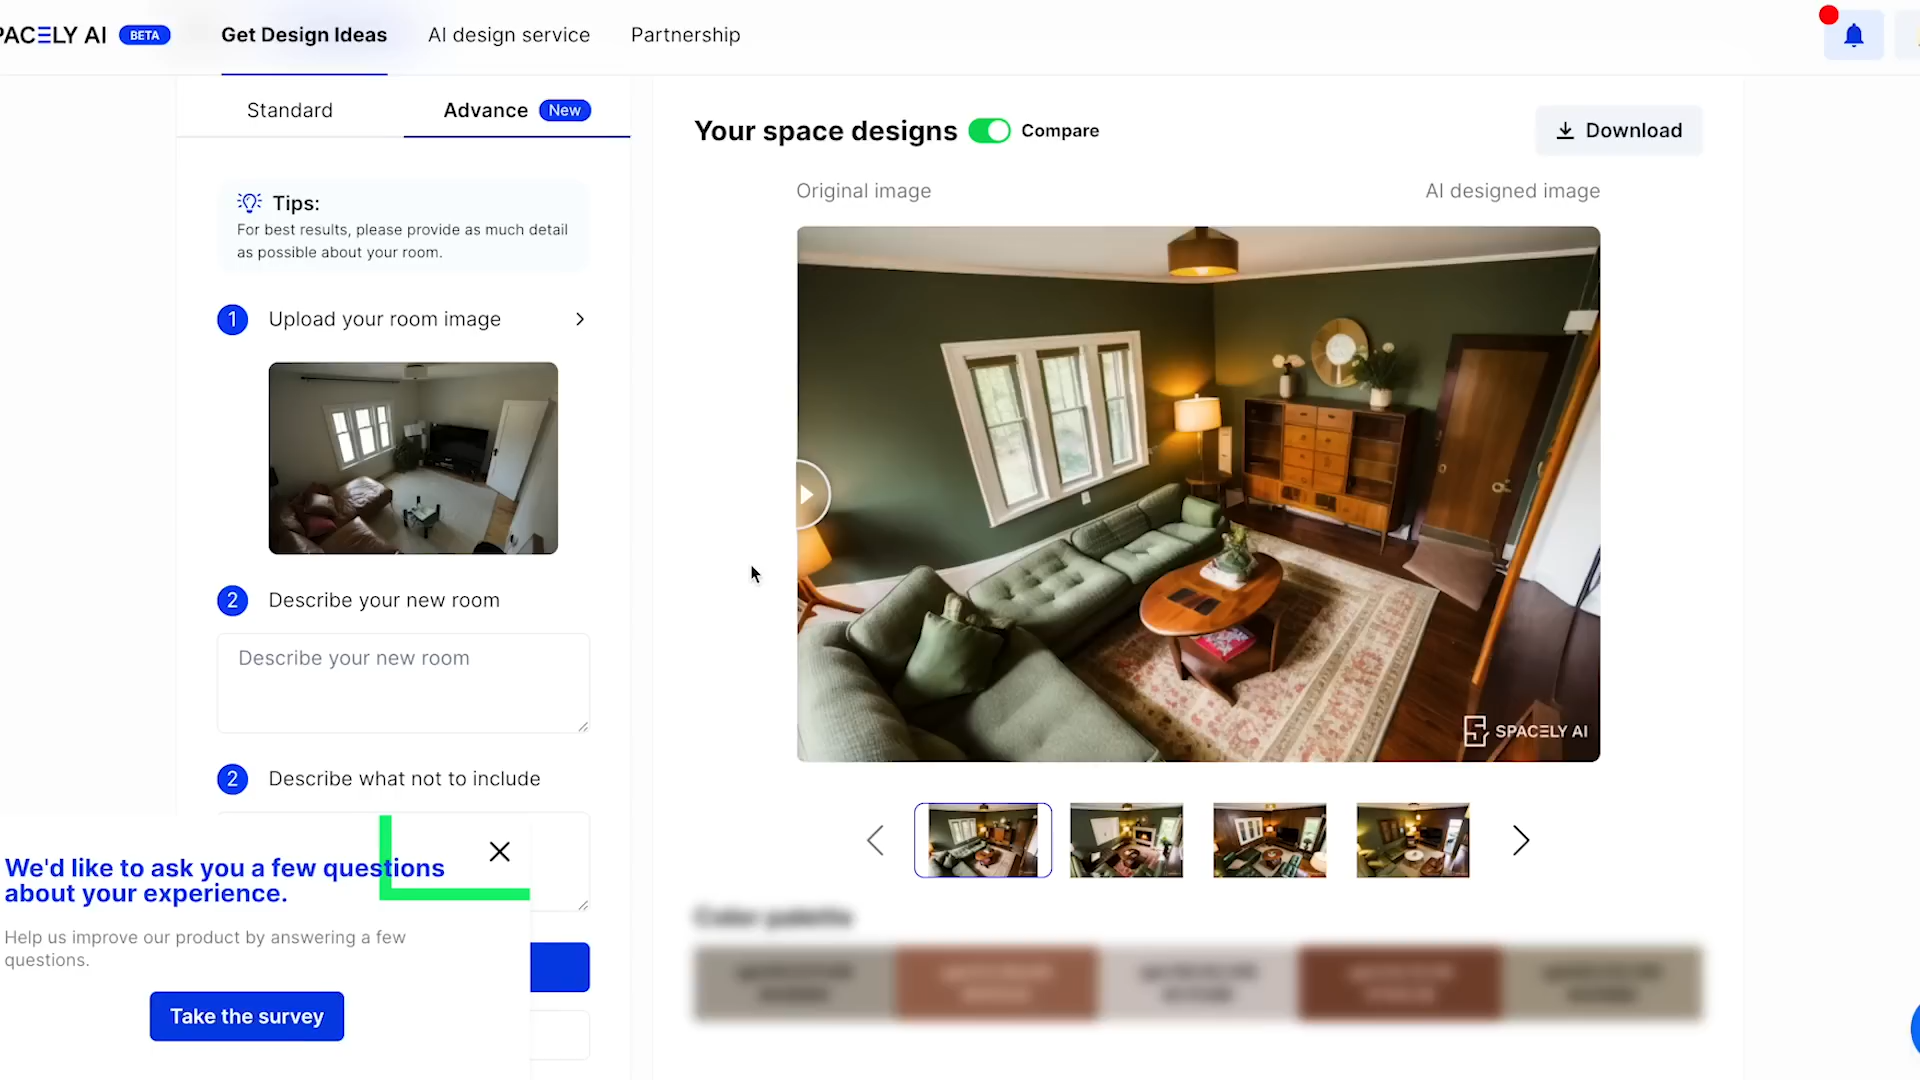 PACELY AI BETA
Get Design Ideas
AI design service
Partnership
Standard
Advance New
Tips:
For best results, please provide as much detail
as possible about your room.
1 Upload your room image
2 Describe your new room
Describe your new room
2 Describe what not to include
We'd like to ask you a few questions
about your experience.
Help us improve our product by answering a few
questions.
Take the survey
Your space designs
Compare
Download
Original image
AI designed image
SPACELY AI
Color palette